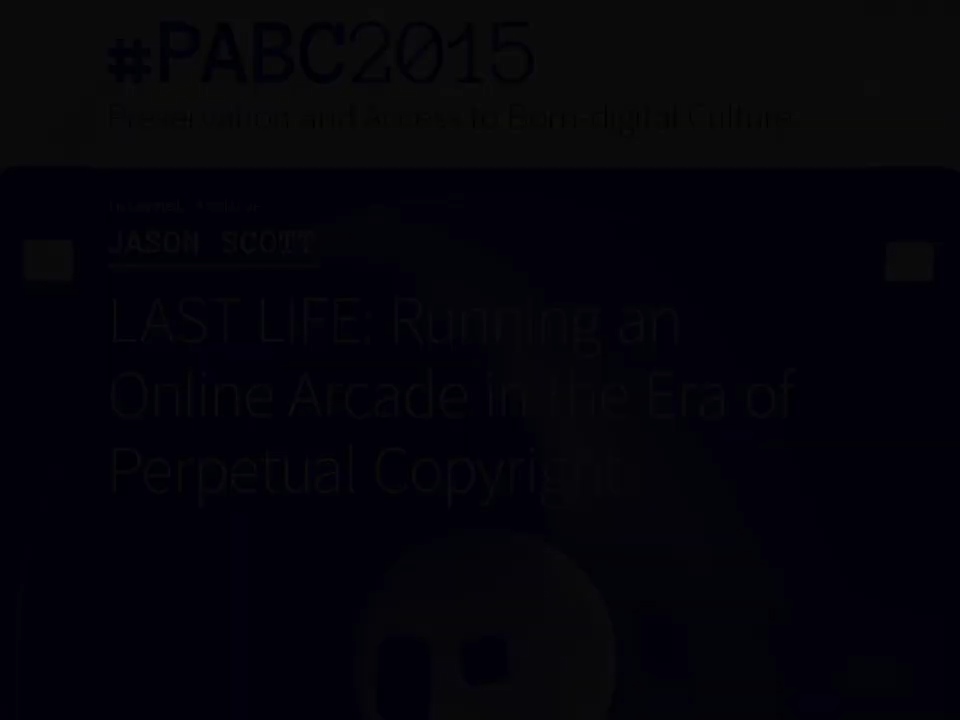 #PABC2015
Preservation and Access to Born-digital Culture
JASON SCOTT
LAST LIFE: Running an
Online Arcade in the Era of
Perpetual Copyright